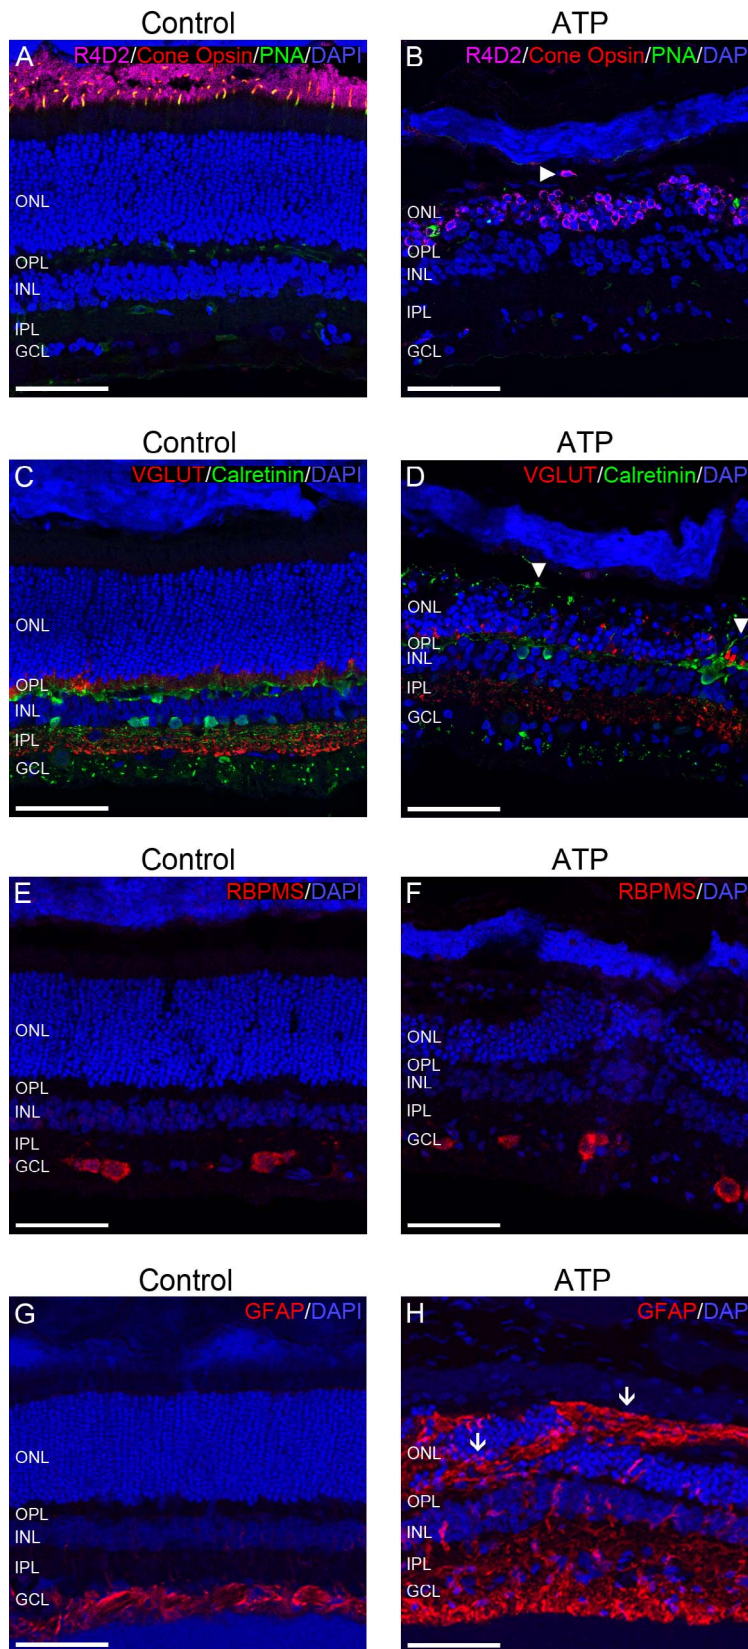 Control ATP
A R4D2/Cone Opsin/PNA/DAPI B R4D2/Cone Opsin/PNA/DAP
ONL ONL
OPL OPL
INL INL
IPL IPL
GCL GCL
Control ATP
C VGLUT/Calretinin/DAPI D VGLUT/Calretinin/DAP
ONL ONL
OPL OPL
INL INL
IPL IPL
GCL GCL
Control ATP
E RBPMS/DAPI F RBPMS/DAP
ONL ONL
OPL OPL
INL INL
IPL IPL
GCL GCL
Control ATP
G GFAP/DAPI H GFAP/DAP
ONL ONL
OPL OPL
INL INL
IPL IPL
GCL GCL